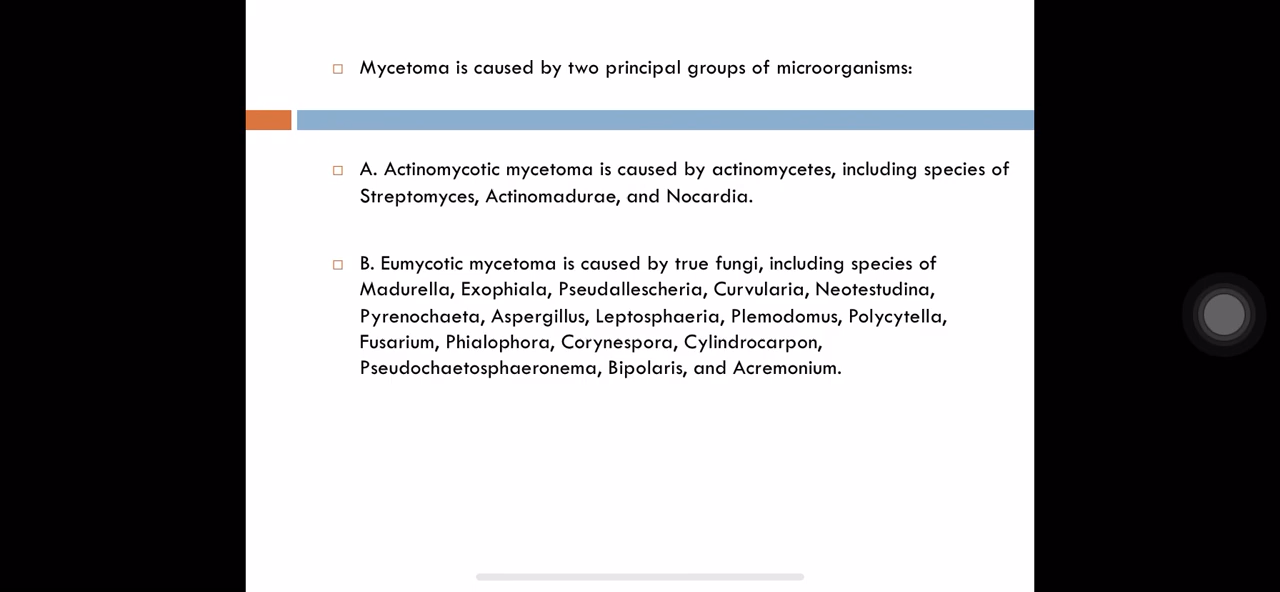 Mycetoma is caused by two principal groups of microorganisms:
A. Actinomycotic mycetoma is caused by actinomycetes, including species of
Streptomyces, Actinomadurae, and Nocardia.
B. Eumycotic mycetoma is caused by true fungi, including species of
Madurella, Exophiala, Pseudallescheria, Curvularia, Neotestudina,
Pyrenochaeta, Aspergillus, Leptosphaeria, Plemodomus, Polycytella,
Fusarium, Phialophora, Corynespora, Cylindrocarpon,
Pseudochaetosphaeronema, Bipolaris, and Acremonium.